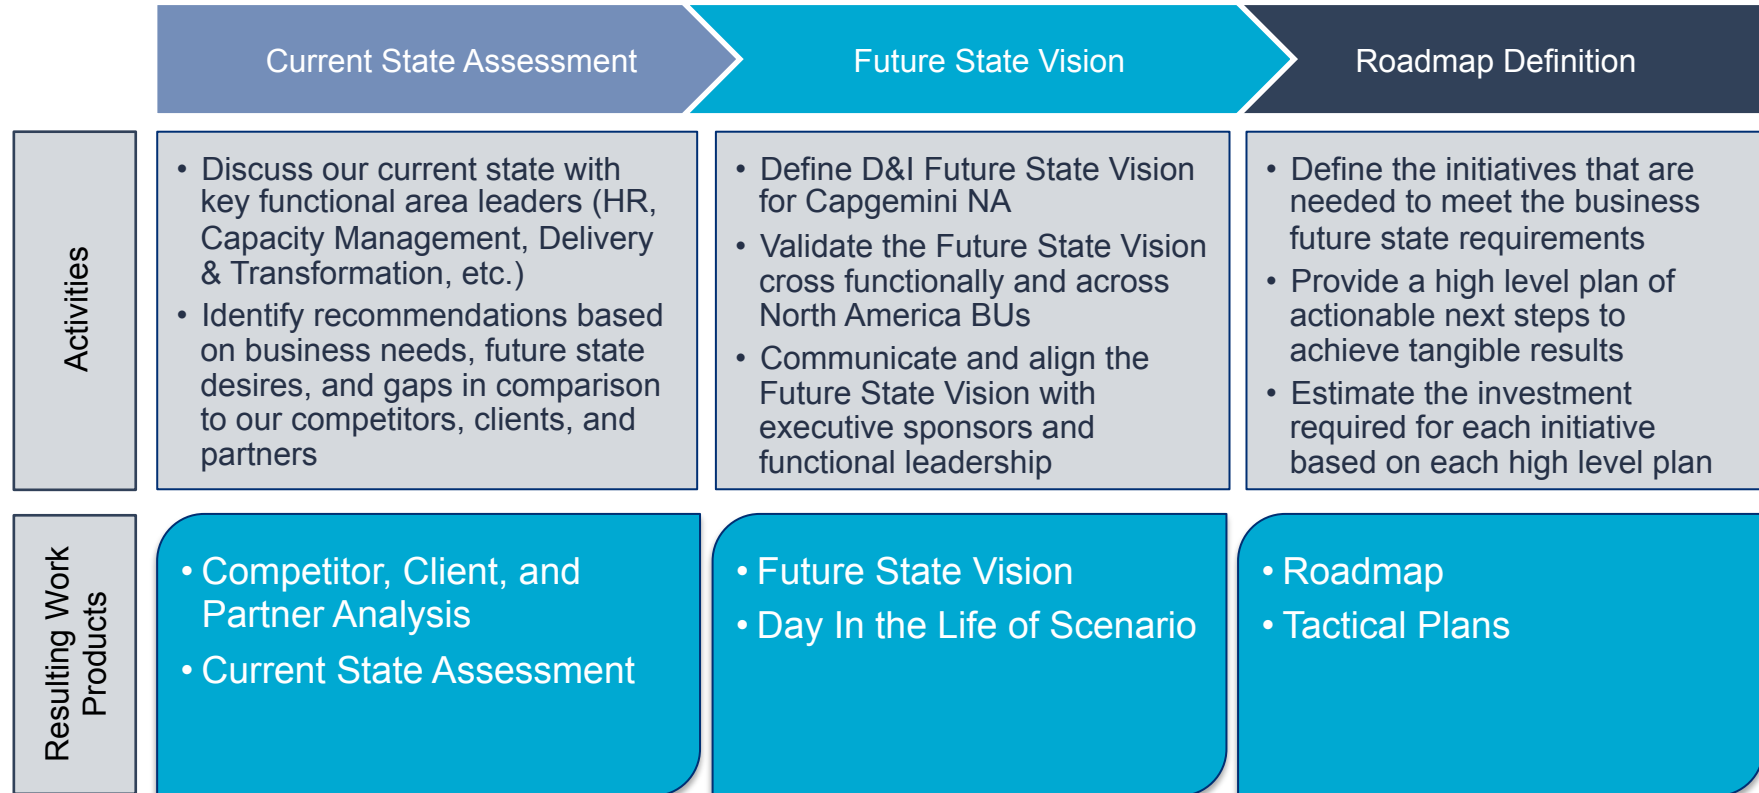 Current State Assessment
Future State Vision
Roadmap Definition
Activities
• Discuss our current state with
key functional area leaders (HR,
Capacity Management, Delivery
& Transformation, etc.)
• Identify recommendations based
on business needs, future state
desires, and gaps in comparison
to our competitors, clients, and
partners
• Define D&I Future State Vision
for Capgemini NA
• Validate the Future State Vision
cross functionally and across
North America BUs
• Communicate and align the
Future State Vision with
executive sponsors and
functional leadership
• Define the initiatives that are
needed to meet the business
future state requirements
• Provide a high level plan of
actionable next steps to
achieve tangible results
• Estimate the investment
required for each initiative
based on each high level plan
Resulting Work
Products
• Competitor, Client, and
Partner Analysis
• Current State Assessment
• Future State Vision
• Day In the Life of Scenario
• Roadmap
• Tactical Plans